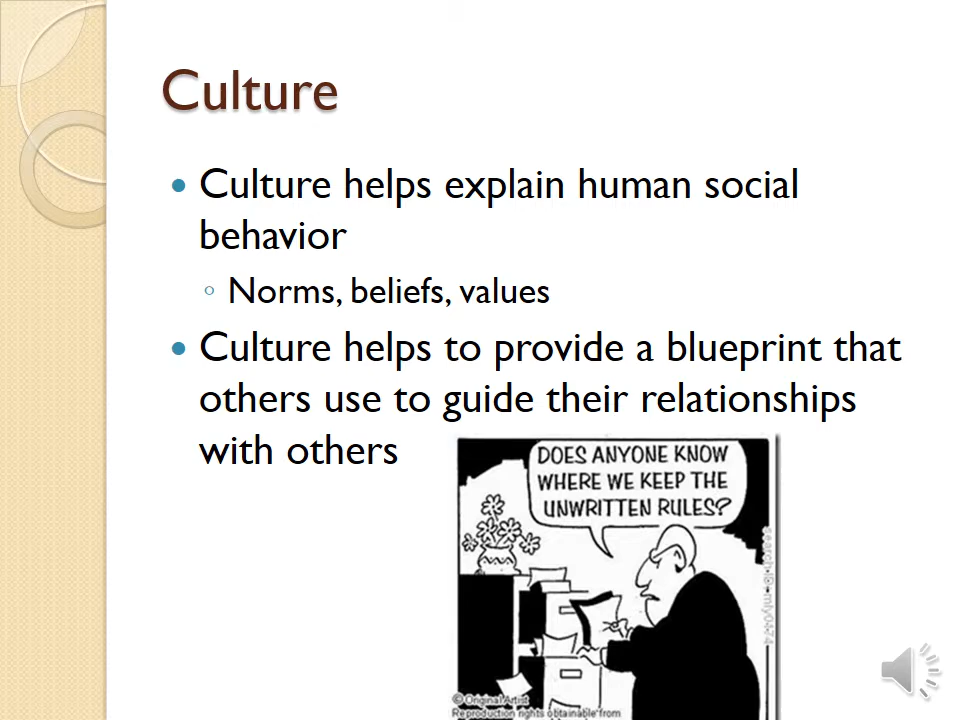 Culture
Culture helps explain human social
behavior
Norms, beliefs, values
Culture helps to provide a blueprint that
others use to guide their relationships
with others
DOES ANYONE KNOW
WHERE WE KEEP THE
UNWRITTEN RULES?
© Original Artist
Reproduction rights obtainable from